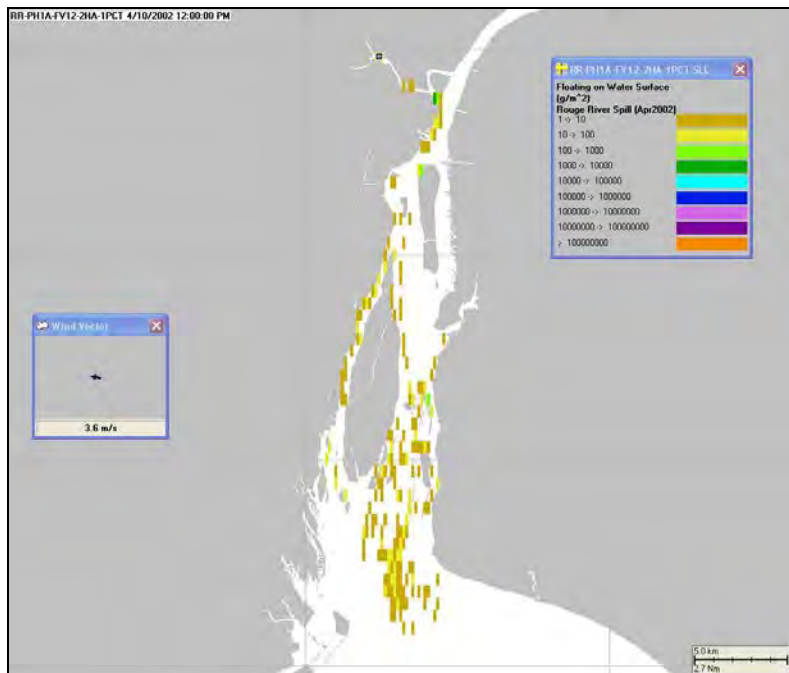 RR-PH1A-FV12-2HA-1PCT 4/10/2002 12:00:00 PM
RR-PH1A-FV12-2HA-1PCT-SLL
Floating on Water Surface
(g/m^2)
Rouge River Spill (Apr2002)
1 -> 10
10 -> 100
100 -> 1000
1000 -> 10000
10000 -> 100000
100000 -> 1000000
1000000 -> 10000000
10000000 -> 100000000
> 100000000
Wind Vector
3.6 m/s
5.0 km
2.7 Nm